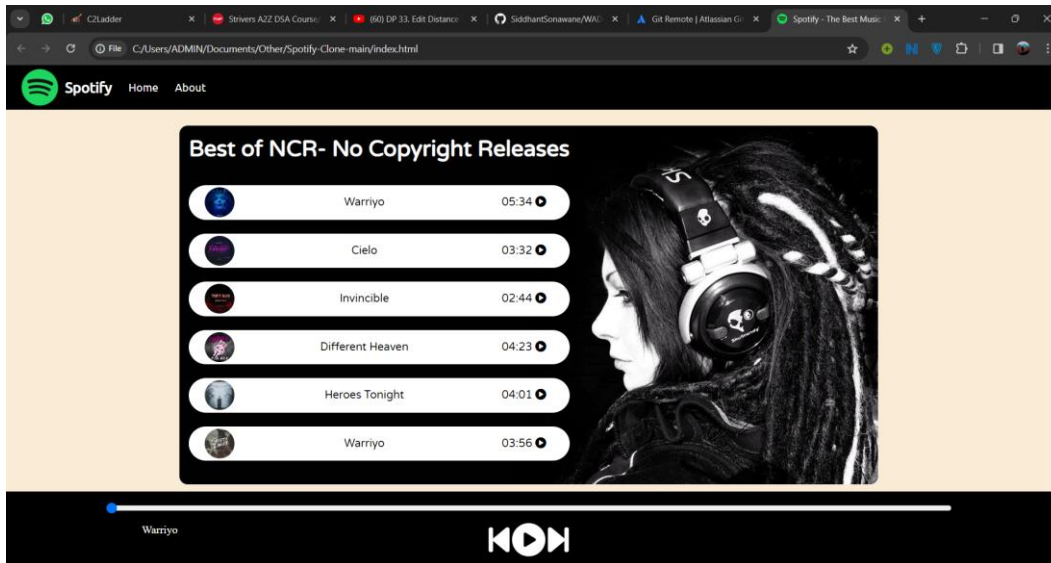 C2Ladder
Strivers A2Z DSA Course/
(60) DP 33. Edit Distance
SiddhantSonawane/WAD
Git Remote | Atlassian Gi
Spotify - The Best Music
File C:/Users/ADMIN/Documents/Other/Spotify-Clone-main/index.html
Spotify Home About
Best of NCR- No Copyright Releases
Warriyo 05:34
Cielo 03:32
Invincible 02:44
Different Heaven 04:23
Heroes Tonight 04:01
Warriyo 03:56
Warriyo